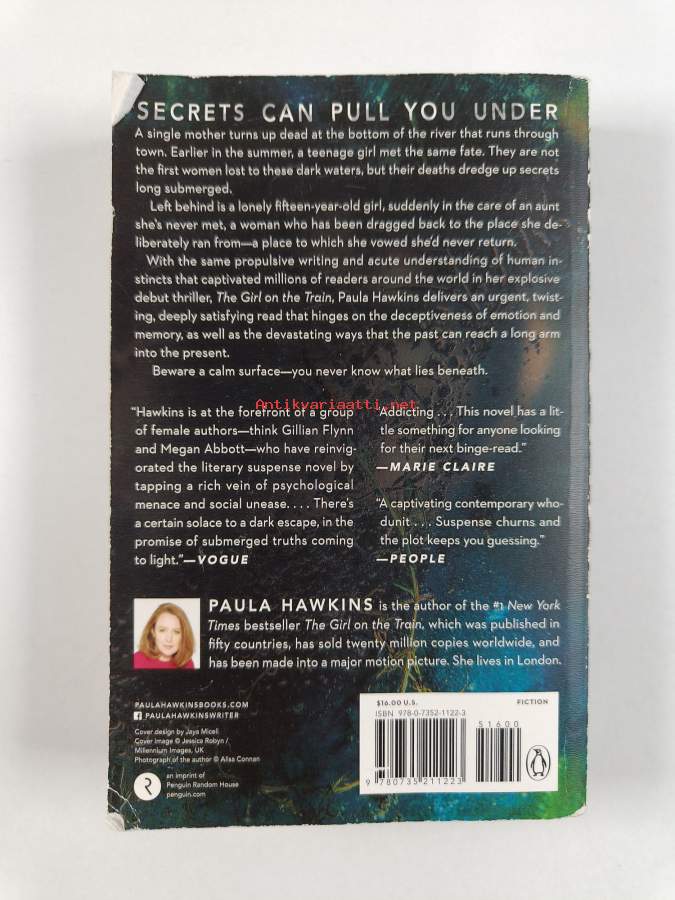 SECRETS CAN PULL YOU UNDER
A single mother turns up dead at the bottom of the river that runs through
town. Earlier in the summer, a teenage girl met the same fate. They are not
the first women lost to these dark waters, but their deaths dredge up secrets
long submerged.
Left behind is a lonely fifteen-year-old girl, suddenly in the care of an aunt
she's never met, a woman who has been dragged back to the place she de-
liberately ran from—a place to which she vowed she'd never return.
With the same propulsive writing and acute understanding of human in-
stincts that captivated millions of readers around the world in her explosive
debut thriller, The Girl on the Train, Paula Hawkins delivers an urgent, twist-
ing, deeply satisfying read that hinges on the deceptiveness of emotion and
memory, as well as the devastating ways that the past can reach a long arm
into the present.
Beware a calm surface—you never know what lies beneath.
Antikvariaatti.net
"Hawkins is at the forefront of a group
of female authors—think Gillian Flynn
and Megan Abbott—who have reinvig-
orated the literary suspense novel by
tapping a rich vein of psychological
menace and social unease. . . . There's
a certain solace to a dark escape, in the
promise of submerged truths coming
to light."—VOGUE
"Addicting . . . This novel has a lit-
tle something for anyone looking
for their next binge-read."
—MARIE CLAIRE
"A captivating contemporary who-
dunit . . . Suspense churns and
the plot keeps you guessing."
—PEOPLE
PAULA HAWKINS is the author of the #1 New York
Times bestseller The Girl on the Train, which was published in
fifty countries, has sold twenty million copies worldwide, and
has been made into a major motion picture. She lives in London.
PAULAHAWKINSBOOKS.COM
PAULAHAWKINSWRITER
Cover design by Jaya Miceli
Cover image © Jessica Robyn /
Millennium Images, UK
Photograph of the author © Alisa Connan
R
an imprint of
Penguin Random House
penguin.com
$16.00 U.S.
FICTION
ISBN 978-0-7352-1122-3
51600
9 780735 211223